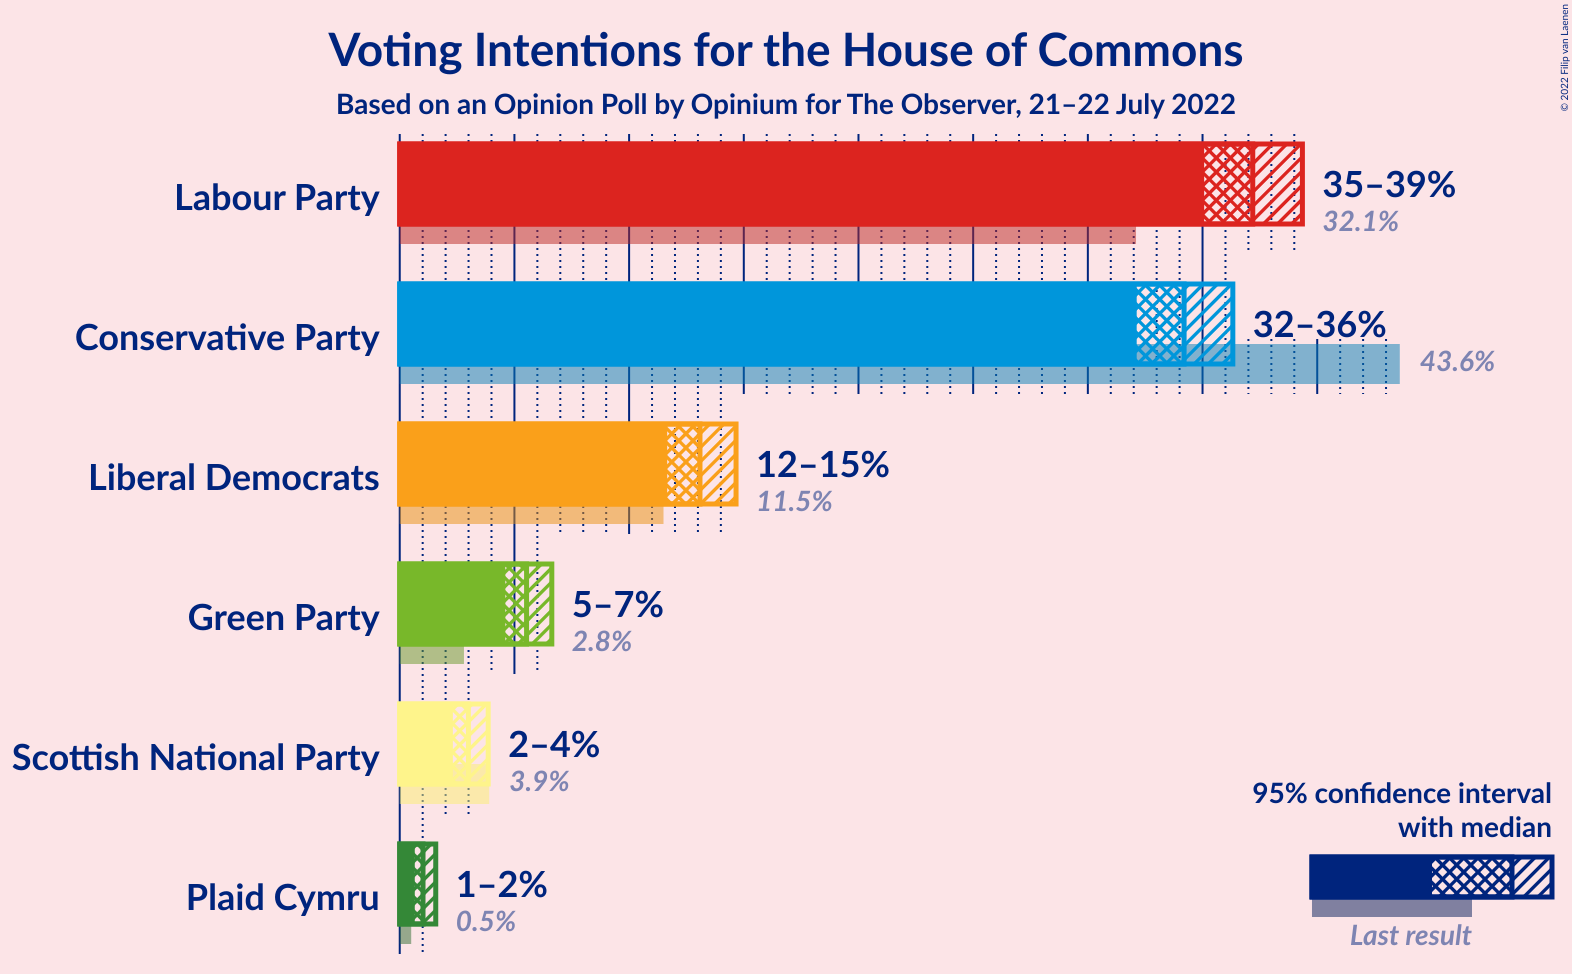 Voting Intentions for the House of Commons
Based on an Opinion Poll by Opinium for The Observer, 21–22 July 2022
© 2022 Filip van Laenen
Labour Party
35–39%
32.1%
Conservative Party
32–36%
43.6%
Liberal Democrats
12–15%
11.5%
Green Party
5–7%
2.8%
Scottish National Party
2–4%
3.9%
Plaid Cymru
1–2%
0.5%
95% confidence interval
with median
Last result